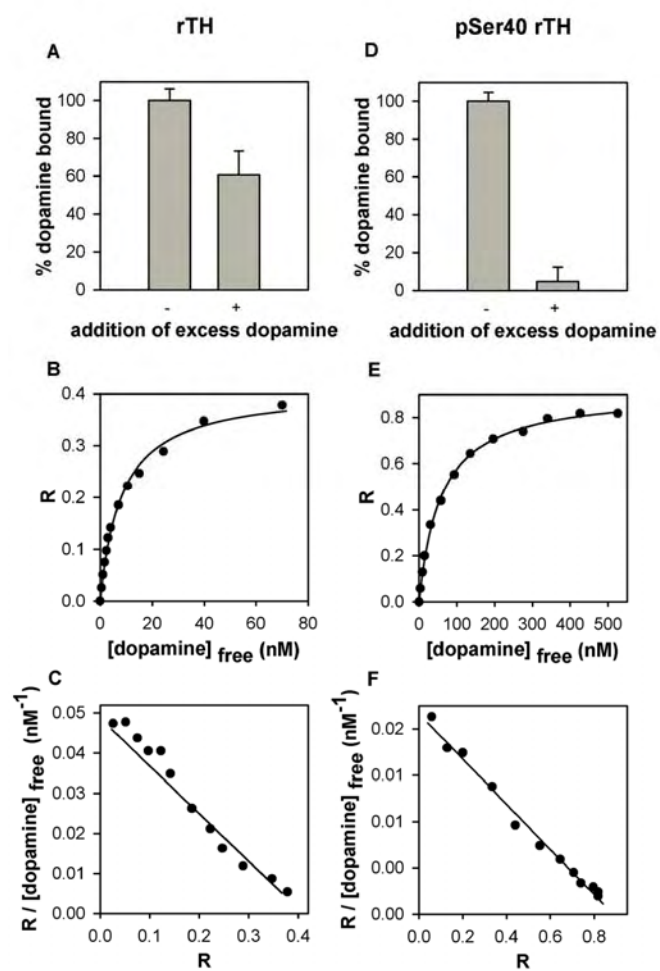 rTH
pSer40 rTH
A
% dopamine bound
100
80
60
40
20
0
- +
addition of excess dopamine
D
% dopamine bound
100
80
60
40
20
0
- +
addition of excess dopamine
B
R
0.4
0.3
0.2
0.1
0.0
0 20 40 60 80
[dopamine] free (nM)
E
R
0.8
0.6
0.4
0.2
0.0
0 100 200 300 400 500
[dopamine] free (nM)
C
R / [dopamine] free (nM-1)
0.05
0.04
0.03
0.02
0.01
0.00
0.0 0.1 0.2 0.3 0.4
R
F
R / [dopamine] free (nM-1)
0.02
0.01
0.01
0.00
0.00
0.0 0.2 0.4 0.6 0.8
R